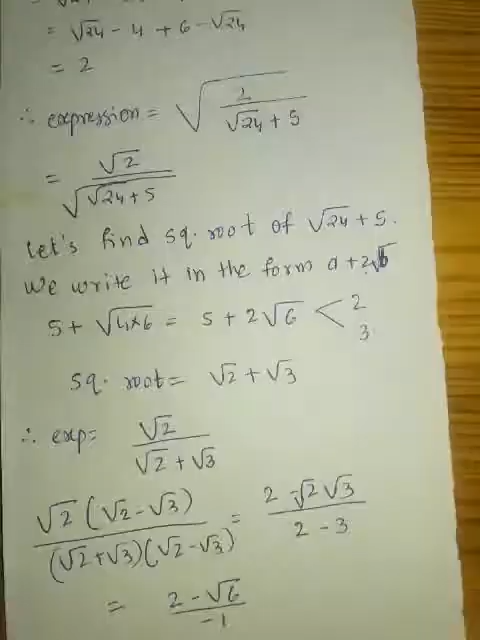 = √24 - 4 + 6 - √24
= 2
∴ expression = √(2/(√24 + 5))
= √2/√(√24+5)
Let's find sq. root of √24 + 5.
We write it in the form a + 2√b
5 + √4×6 = 5 + 2√6 < 2
3
sq. root = √2 + √3
∴ exp = √2/(√2 + √3)
√2 (√2 - √3)/(√2+√3)(√2-√3) = 2 - √2√3/2 - 3
= 2 - √6/-1